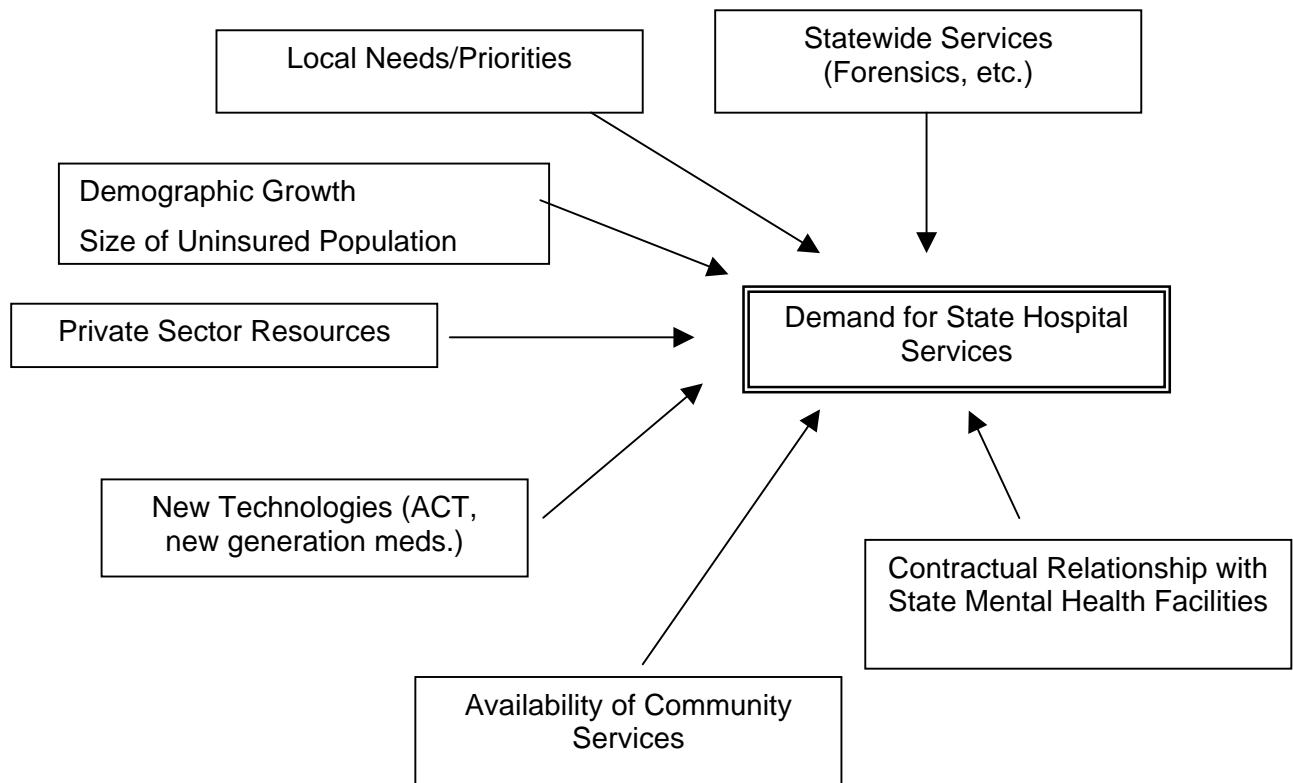 Local Needs/Priorities
Statewide Services
(Forensics, etc.)
Demographic Growth
Size of Uninsured Population
Private Sector Resources
Demand for State Hospital
Services
New Technologies (ACT,
new generation meds.)
Contractual Relationship with
State Mental Health Facilities
Availability of Community
Services